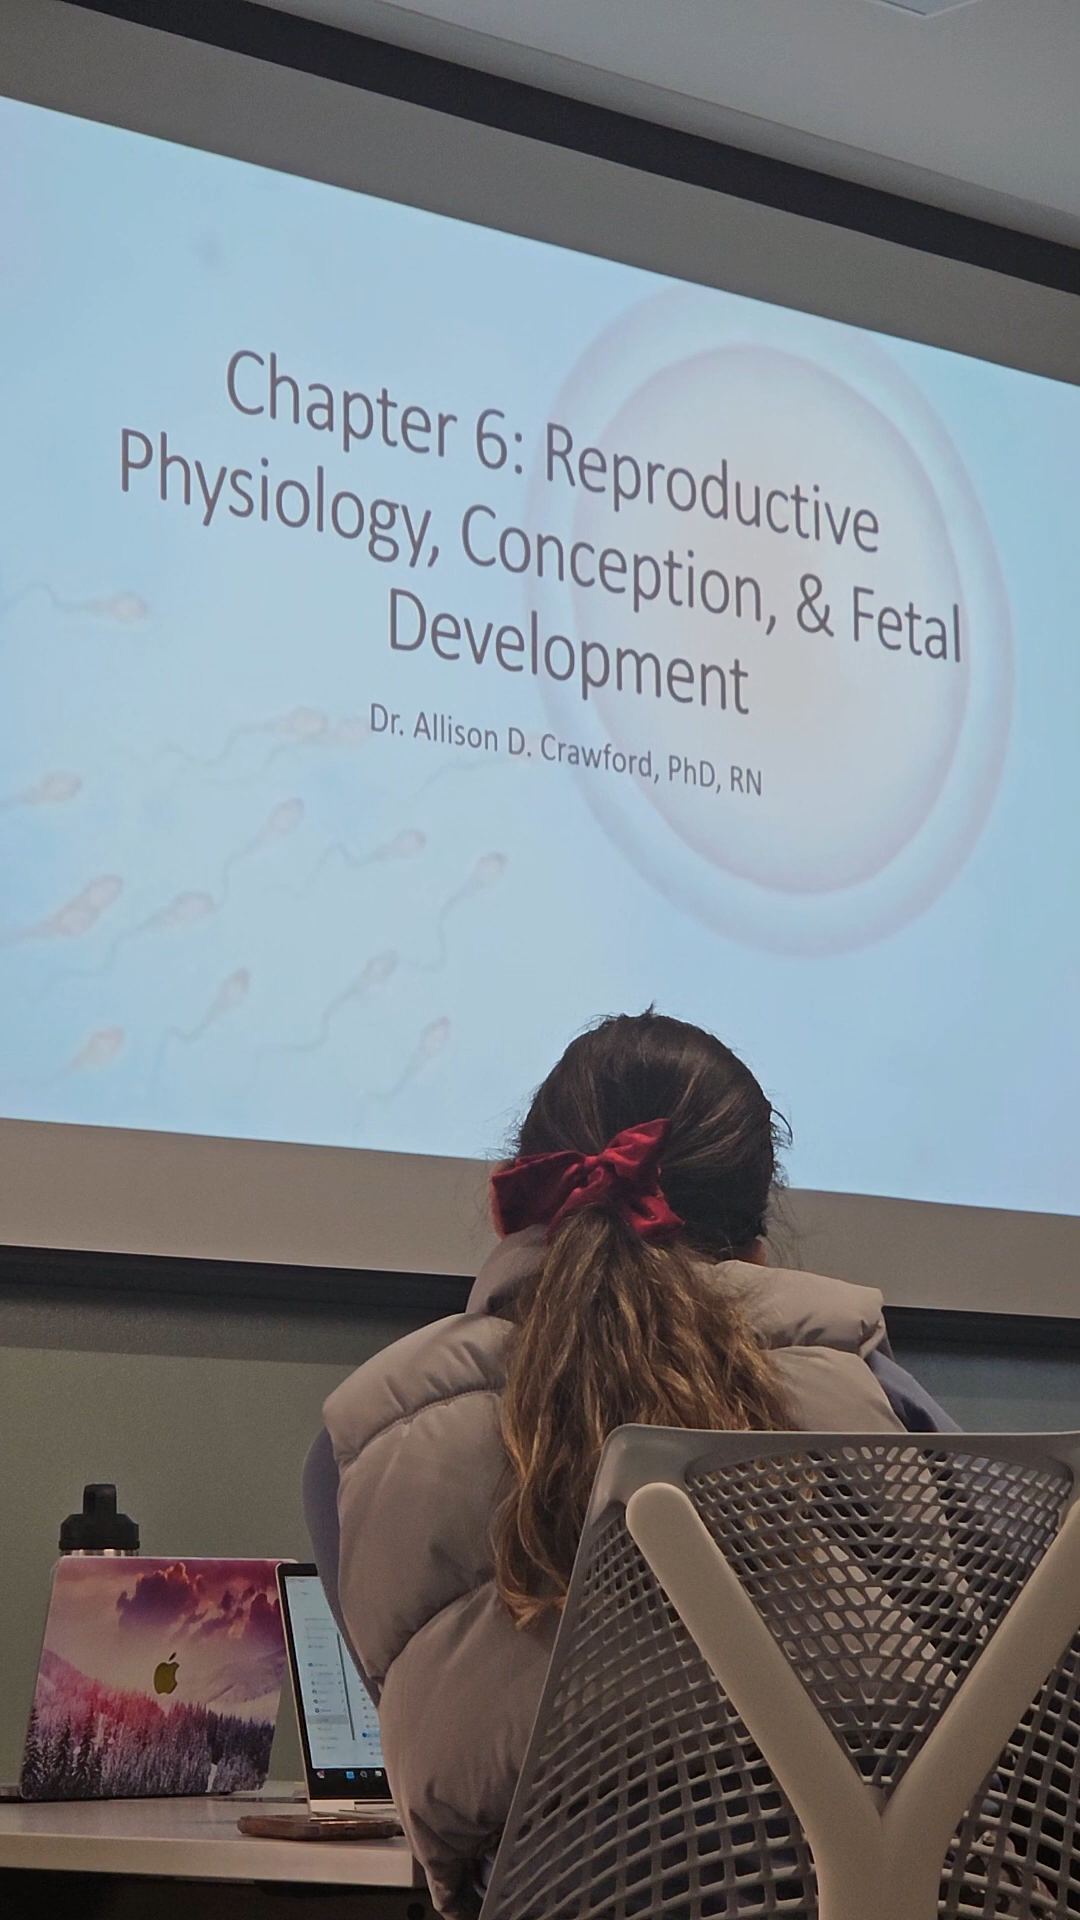 Chapter 6: Reproductive
Physiology, Conception, & Fetal
Development
Dr. Allison D. Crawford, PhD, RN